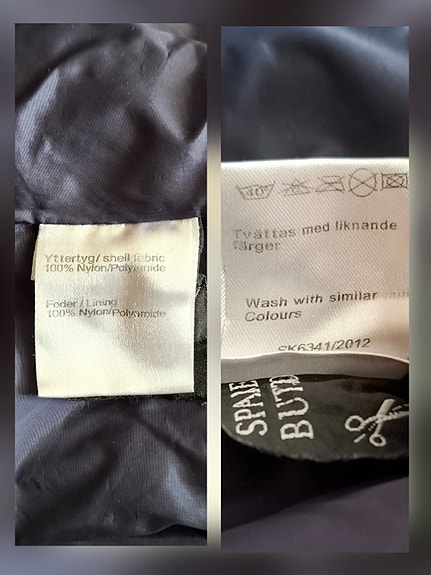 Yttertyg/ shell fabric
100% Nylon/Polyamide
Foder / Lining
100% Nylon/Polyamide
40°
Tvättas med liknande
färger
Wash with similar
Colours
SK6341/2012